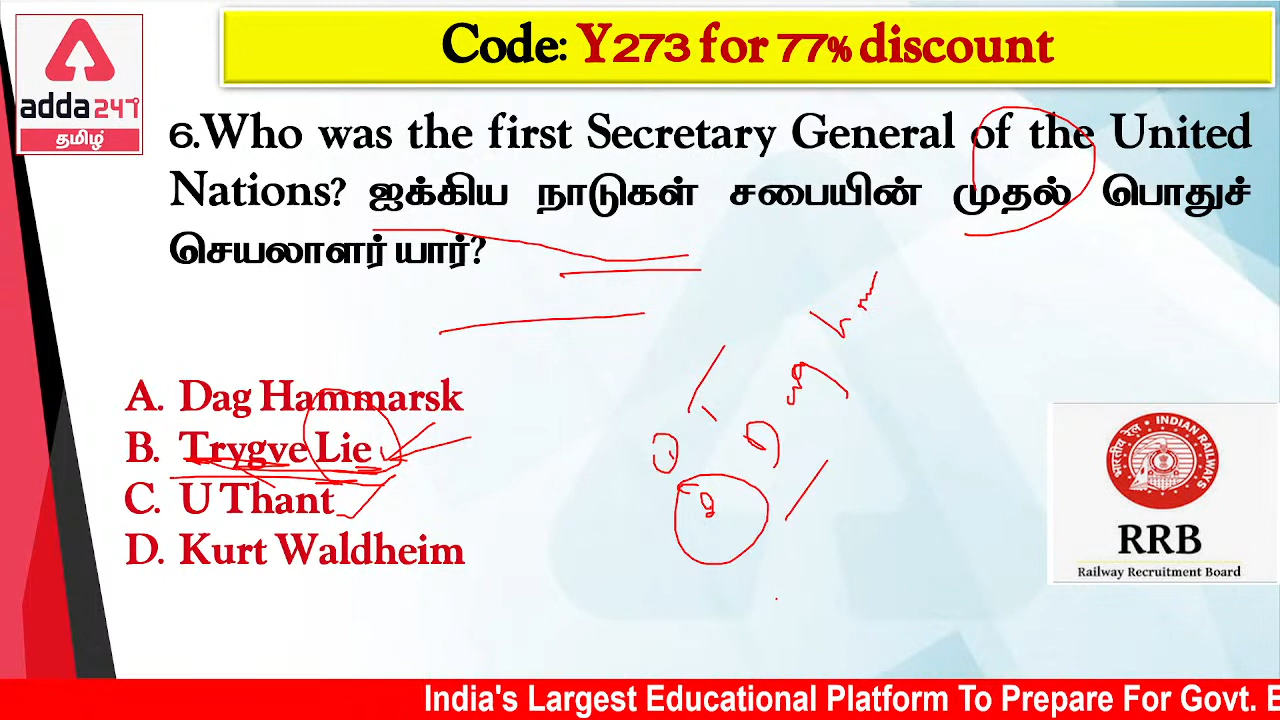 Code: Y273 for 77% discount
adda247
தமிழ்
6.Who was the first Secretary General of the United
Nations? ஐக்கிய நாடுகள் சபையின் முதல் பொதுச்
செயலாளர் யார்?
A. Dag Hammarsk
B. Trygve Lie
C. U Thant
D. Kurt Waldheim
भारतीय रेल INDIAN RAILWAYS
RRB
Railway Recruitment Board
India's Largest Educational Platform To Prepare For Govt. E